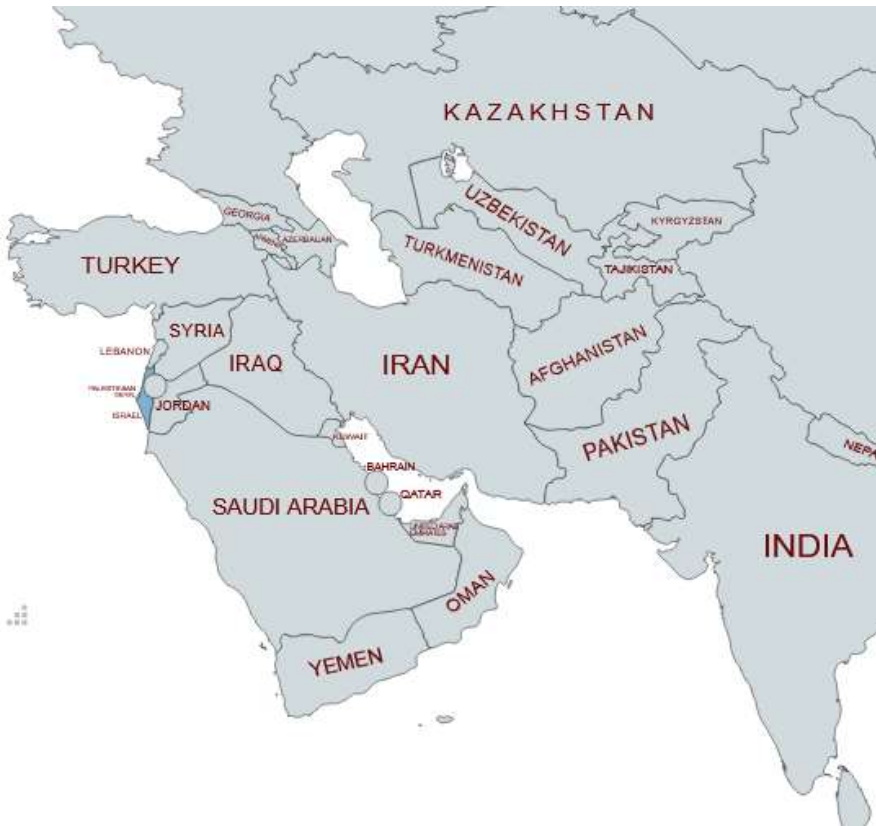 KAZAKHSTAN
UZBEKISTAN
GEORGIA
KYRGYZSTAN
AZERBAIJAN
TURKMENISTAN
TURKEY
TAJIKISTAN
SYRIA
LEBANON
IRAQ
IRAN
AFGHANISTAN
ISRAEL
JORDAN
KUWAIT
PAKISTAN
NEPA
BAHRAIN
QATAR
SAUDI ARABIA
INDIA
OMAN
YEMEN